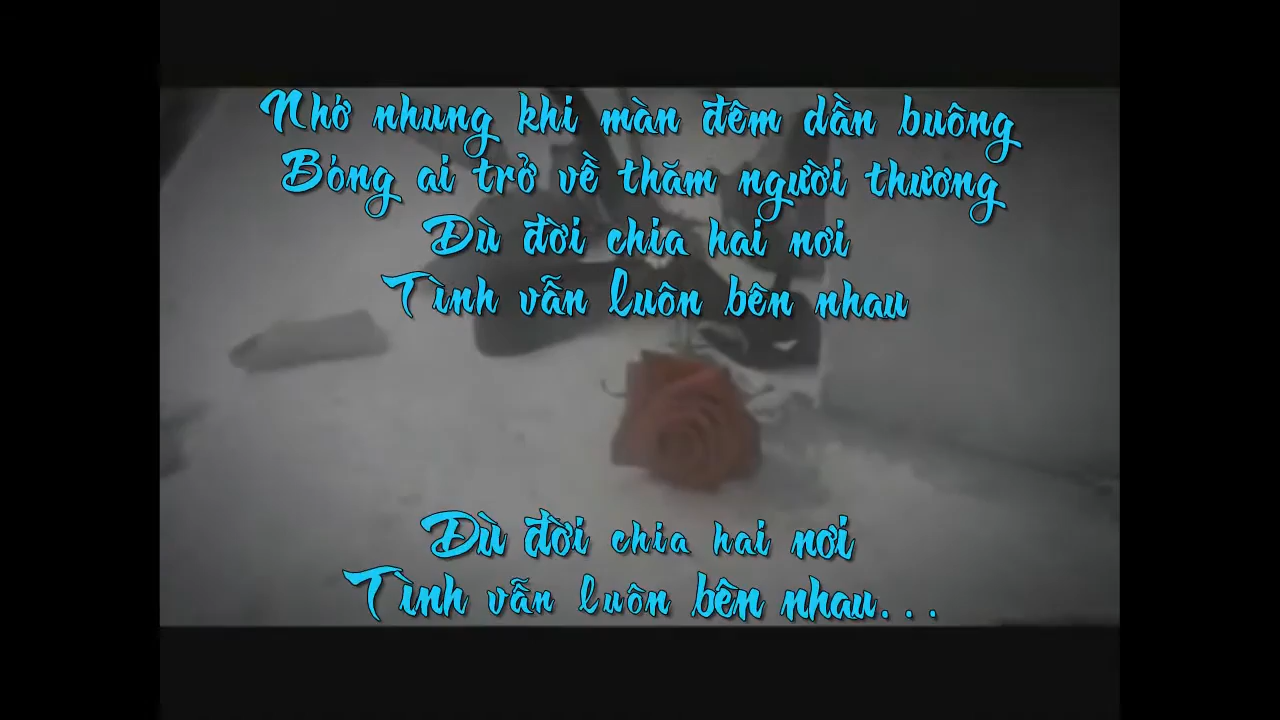 Nhớ nhung khi màn đêm dần buông
Bóng ai trở về thăm người thương
Dù đời chia hai nơi
Tình vẫn luôn bên nhau
Dù đời chia hai nơi
Tình vẫn luôn bên nhau...